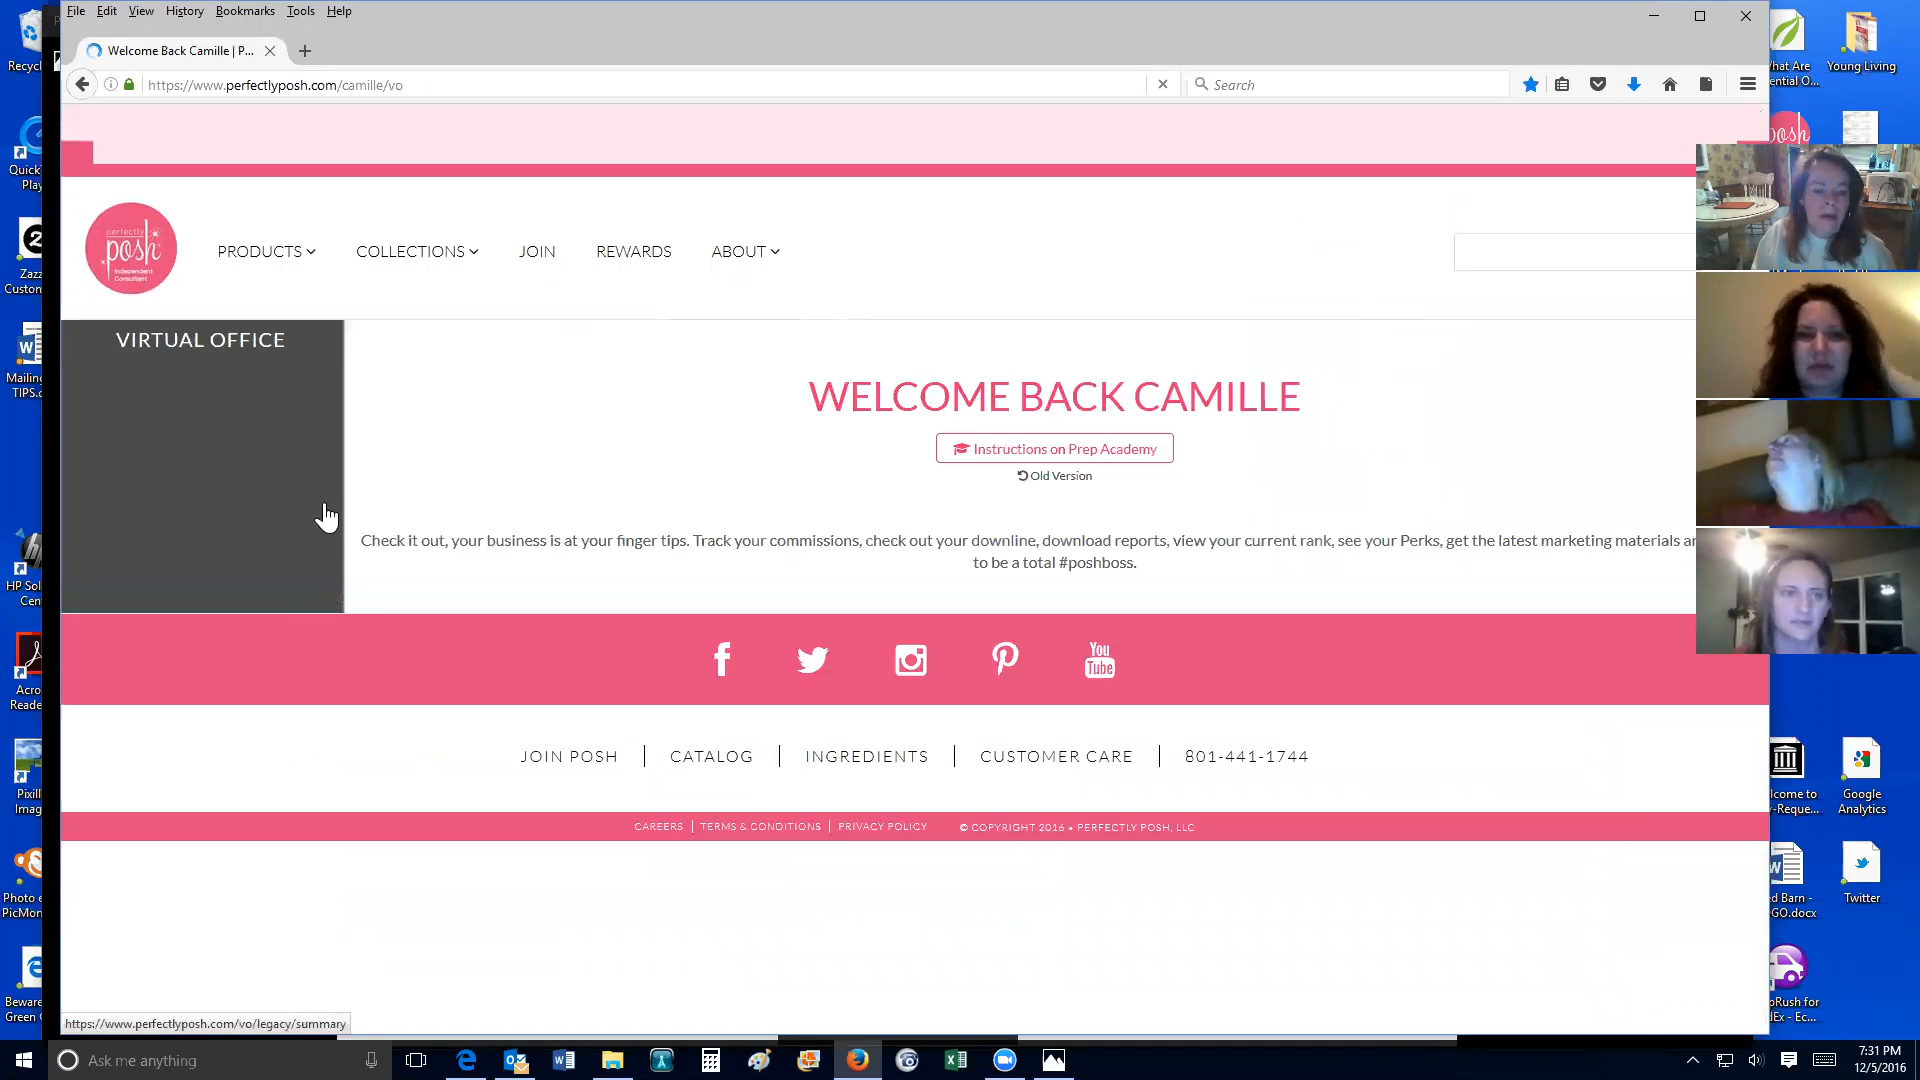 File Edit View History Bookmarks Tools Help
Welcome Back Camille | P...
https://www.perfectlyposh.com/camille/vo
Search
perfectly
posh
Independent
Consultant
PRODUCTS
COLLECTIONS
JOIN
REWARDS
ABOUT
VIRTUAL OFFICE
WELCOME BACK CAMILLE
Instructions on Prep Academy
Old Version
Check it out, your business is at your finger tips. Track your commissions, check out your downline, download reports, view your current rank, see your Perks, get the latest marketing materials
to be a total #poshboss.
You
Tube
JOIN POSH | CATALOG | INGREDIENTS | CUSTOMER CARE | 801-441-1744
CAREERS | TERMS & CONDITIONS | PRIVACY POLICY © COPYRIGHT 2016 • PERFECTLY POSH, LLC
https://www.perfectlyposh.com/vo/legacy/summary
Recycl
Quick
Play
Zazz
Custom
Mailing
TIPS.
HP Sol
Cen
Acro
Reade
Pixill
Imag
Photo e
PicMon
Beware
Green
What Are
ential O...
Young Living
posh
lcome to
y-Reque...
Google
Analytics
ed Barn -
GO.docx
Twitter
oRush for
dEx - Ec...
Ask me anything
7:31 PM
12/5/2016